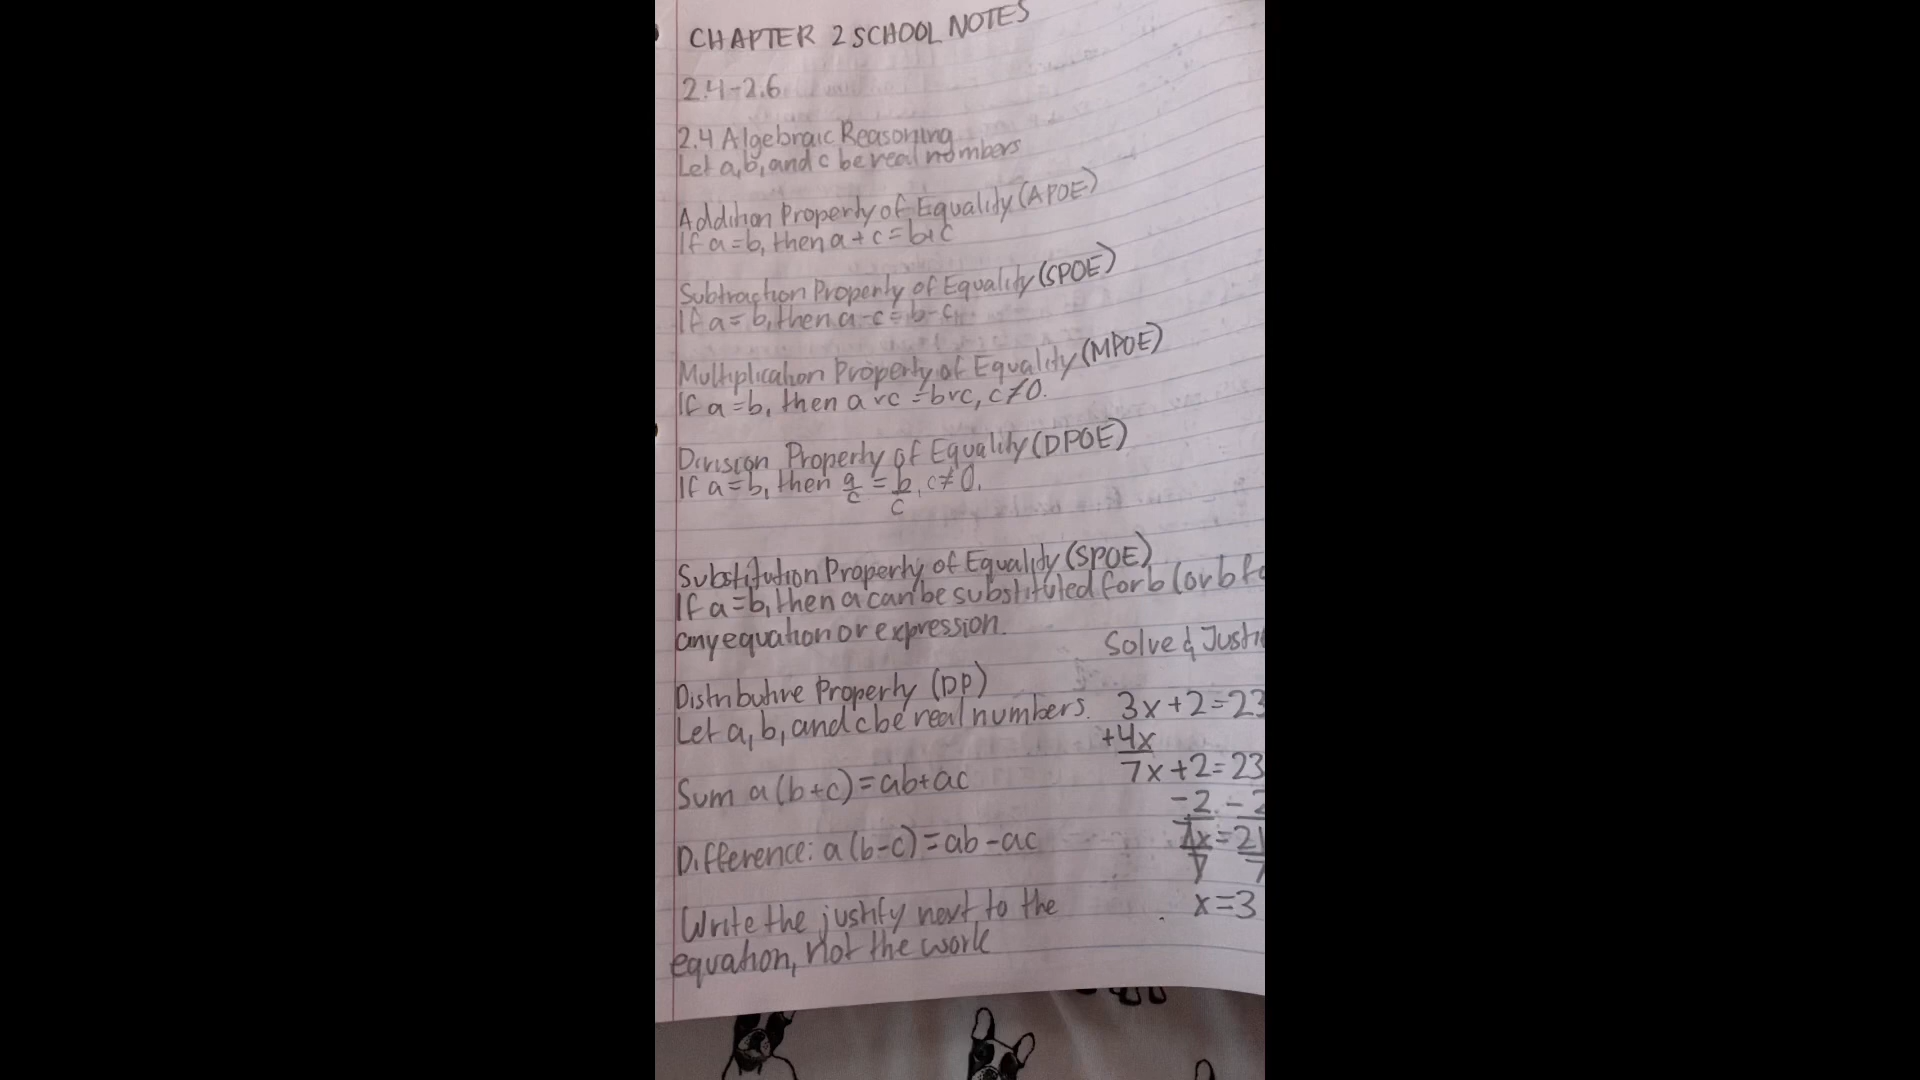 CHAPTER 2 SCHOOL NOTES
2.4-2.6
2.4 Algebraic Reasoning
Let a, b, and c be real numbers
Addition Property of Equality (APOE)
If a = b, then a + c = b+c
Subtraction Property of Equality (SPOE)
If a = b, then a - c = b - c
Multiplication Property of Equality (MPOE)
If a = b, then a · c = b · c, c ≠ 0.
Division Property of Equality (DPOE)
If a = b, then a/c = b/c, c ≠ 0.
Substitution Property of Equality (SPOE)
If a = b, then a can be substituted for b (or b
any equation or expression.
Solve &
Distributive Property (DP)
Let a, b, and c be real numbers.
3x + 2 = 23
+4x
7x + 2 = 23
Sum a (b+c) = ab+ac
-2 -2
7x = 21
7 7
Difference: a (b-c) = ab - ac
x = 3
Write the justify next to the
equation, not the work